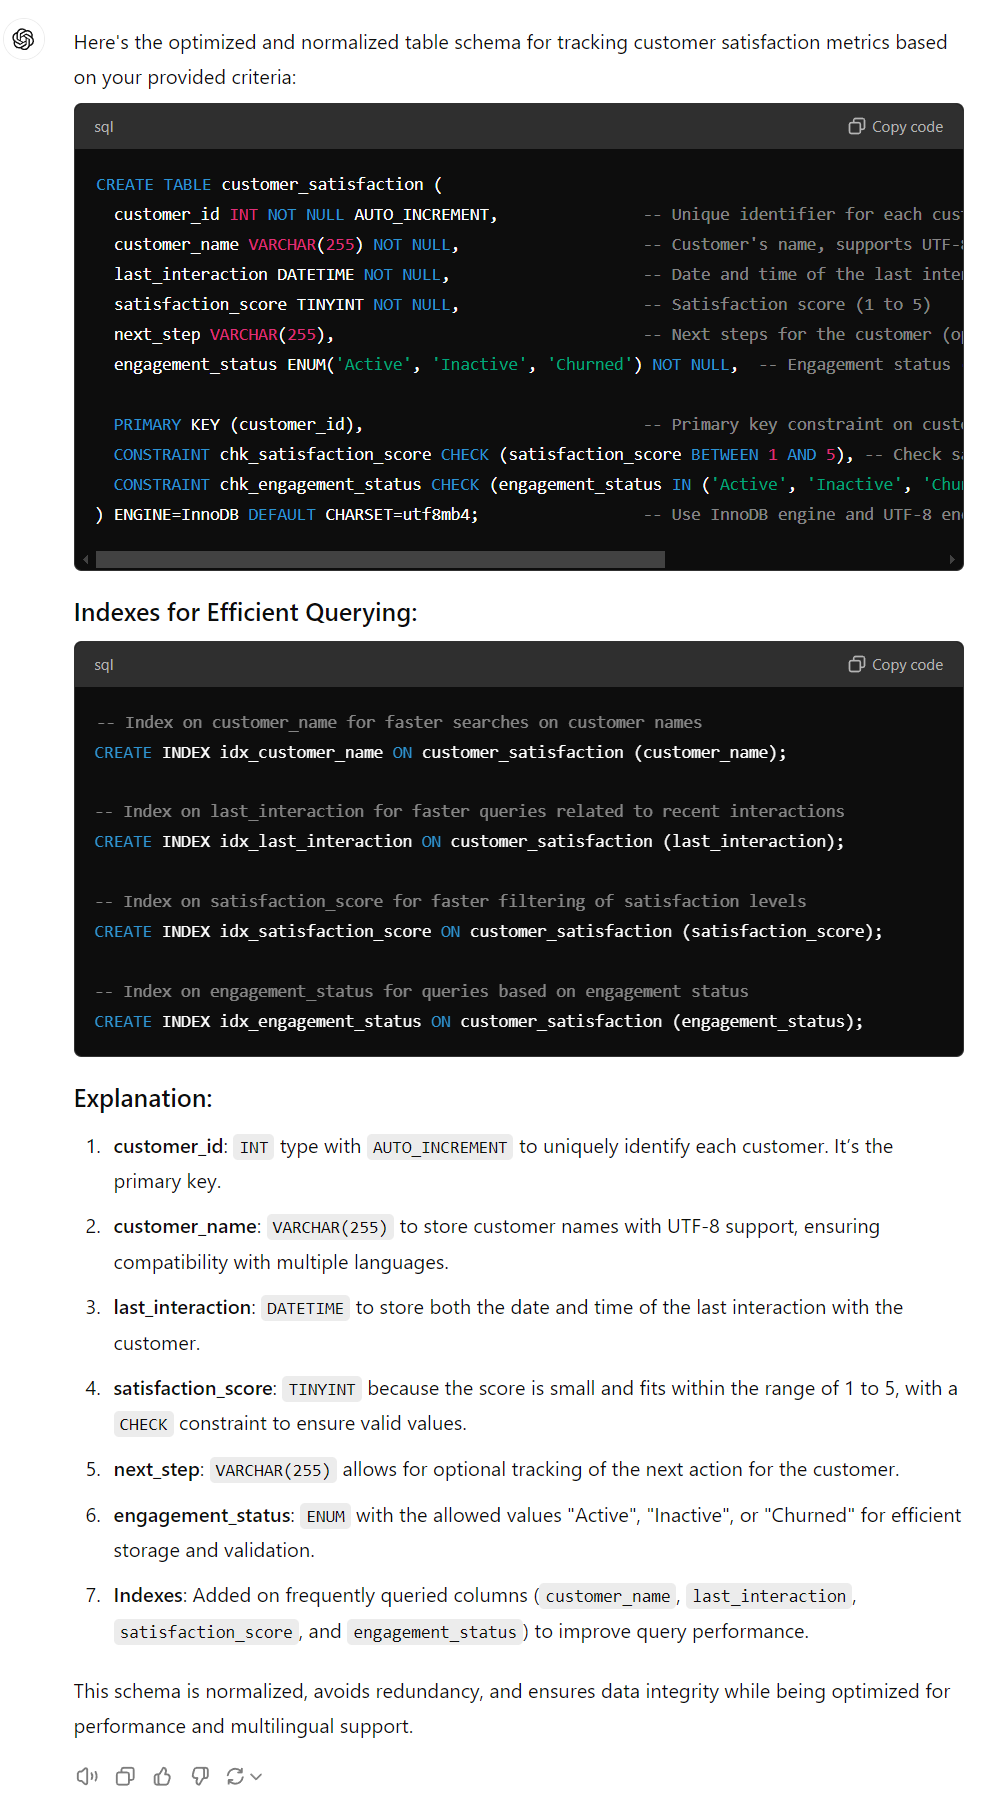 Here's the optimized and normalized table schema for tracking customer satisfaction metrics based
on your provided criteria:
sql
Copy code
CREATE TABLE customer_satisfaction (
customer_id INT NOT NULL AUTO_INCREMENT, -- Unique identifier for each
customer_name VARCHAR(255) NOT NULL, -- Customer's name, supports
last_interaction DATETIME NOT NULL, -- Date and time of the last
satisfaction_score TINYINT NOT NULL, -- Satisfaction score (1 to 5)
next_step VARCHAR(255), -- Next steps for the customer
engagement_status ENUM('Active', 'Inactive', 'Churned') NOT NULL, -- Engagement status
PRIMARY KEY (customer_id), -- Primary key constraint on
CONSTRAINT chk_satisfaction_score CHECK (satisfaction_score BETWEEN 1 AND 5), -- Check
CONSTRAINT chk_engagement_status CHECK (engagement_status IN ('Active', 'Inactive',
) ENGINE=InnoDB DEFAULT CHARSET=utf8mb4; -- Use InnoDB engine and UTF-8
Indexes for Efficient Querying:
sql
Copy code
-- Index on customer_name for faster searches on customer names
CREATE INDEX idx_customer_name ON customer_satisfaction (customer_name);
-- Index on last_interaction for faster queries related to recent interactions
CREATE INDEX idx_last_interaction ON customer_satisfaction (last_interaction);
-- Index on satisfaction_score for faster filtering of satisfaction levels
CREATE INDEX idx_satisfaction_score ON customer_satisfaction (satisfaction_score);
-- Index on engagement_status for queries based on engagement status
CREATE INDEX idx_engagement_status ON customer_satisfaction (engagement_status);
Explanation:
1. customer_id: INT type with AUTO_INCREMENT to uniquely identify each customer. It's the
primary key.
2. customer_name: VARCHAR(255) to store customer names with UTF-8 support, ensuring
compatibility with multiple languages.
3. last_interaction: DATETIME to store both the date and time of the last interaction with the
customer.
4. satisfaction_score: TINYINT because the score is small and fits within the range of 1 to 5, with a
CHECK constraint to ensure valid values.
5. next_step: VARCHAR(255) allows for optional tracking of the next action for the customer.
6. engagement_status: ENUM with the allowed values "Active", "Inactive", or "Churned" for efficient
storage and validation.
7. Indexes: Added on frequently queried columns (customer_name, last_interaction,
satisfaction_score, and engagement_status) to improve query performance.
This schema is normalized, avoids redundancy, and ensures data integrity while being optimized for
performance and multilingual support.